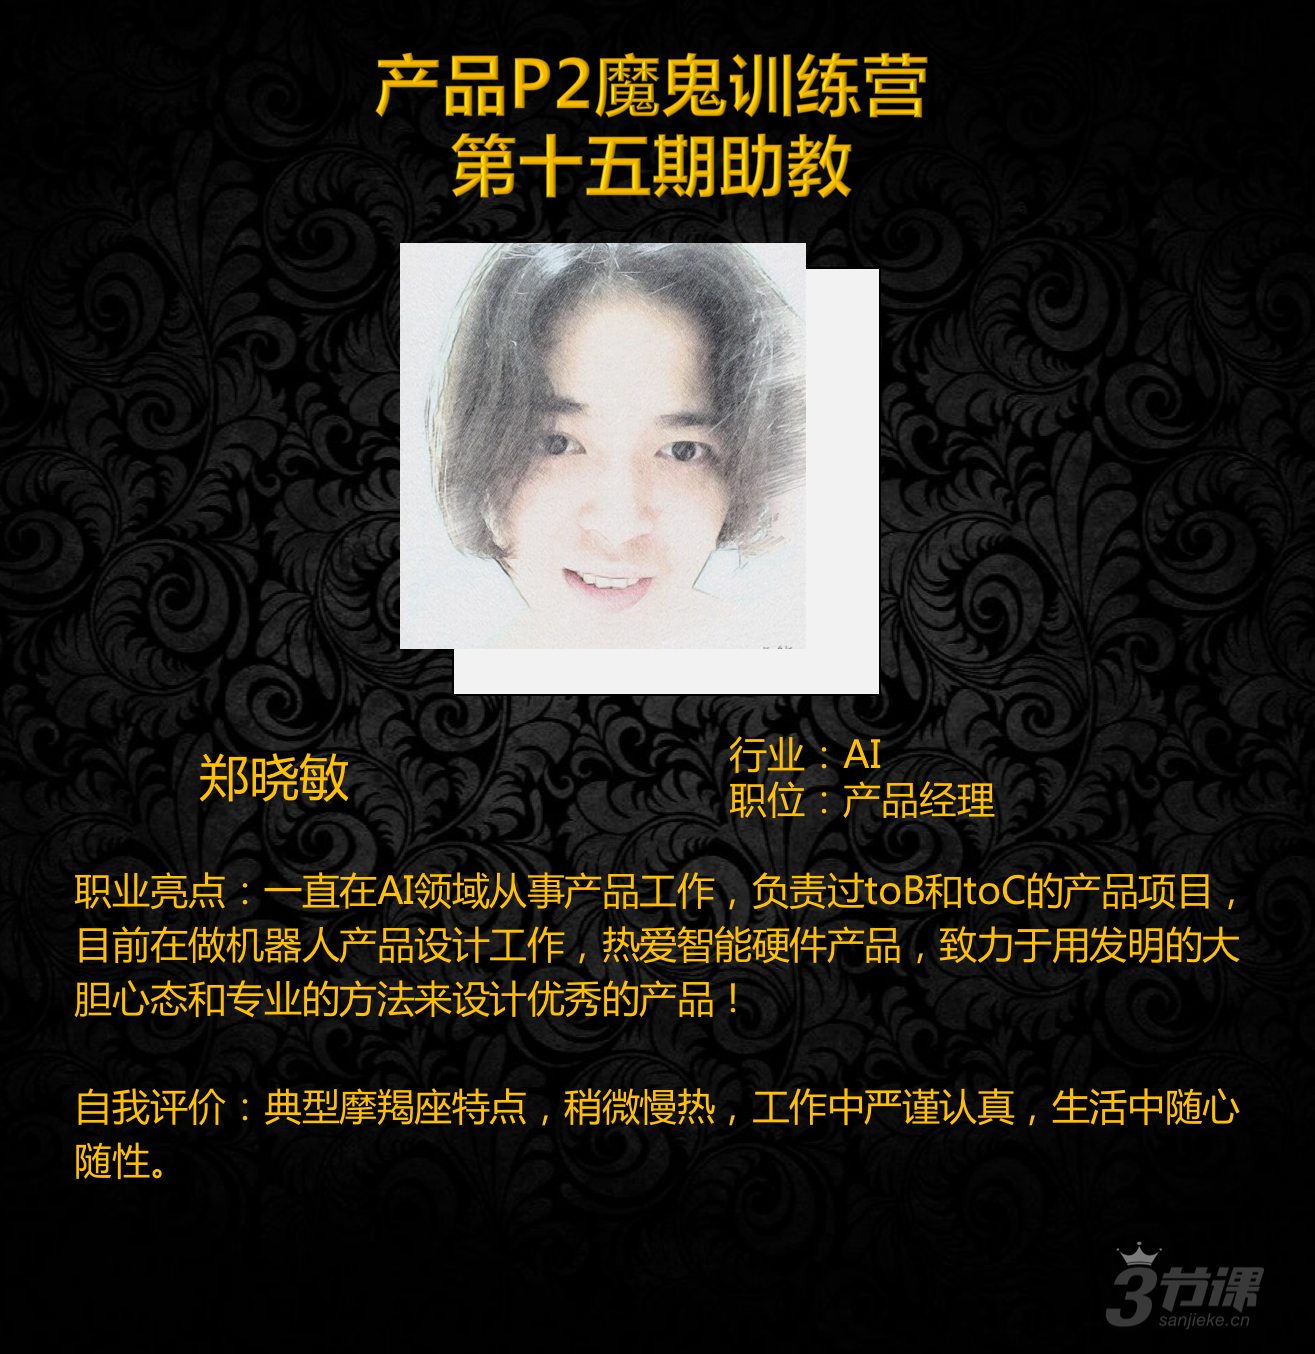 产品P2魔鬼训练营
第十五期助教
郑晓敏
行业：AI
职位：产品经理
职业亮点：一直在AI领域从事产品工作，负责过toB和toC的产品项目，
目前在做机器人产品设计工作，热爱智能硬件产品，致力于用发明的大
胆心态和专业的方法来设计优秀的产品！
自我评价：典型摩羯座特点，稍微慢热，工作中严谨认真，生活中随心
随性。
3节课
sanjieke.cn